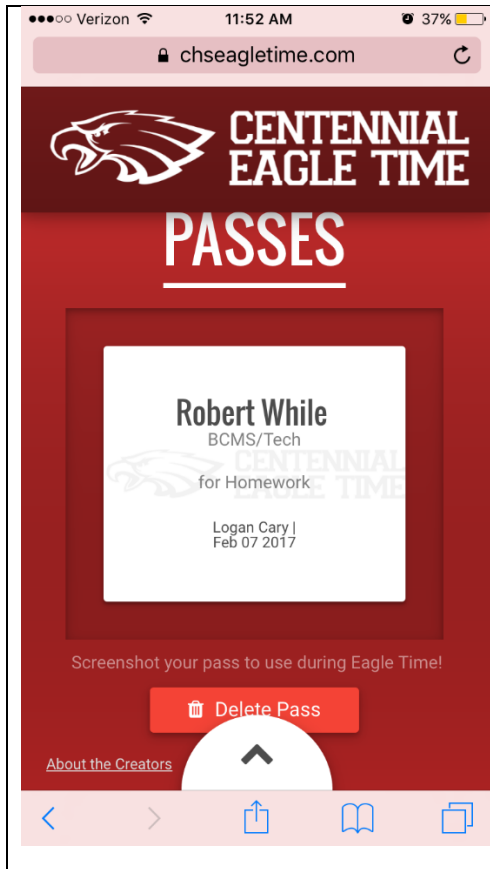 Verizon 11:52 AM 37%
chseagletime.com
CENTENNIAL
EAGLE TIME
PASSES
Robert While
BCMS/Tech
CENTENNIAL
EAGLE TIME
for Homework
Logan Cary |
Feb 07 2017
Screenshot your pass to use during Eagle Time!
Delete Pass
About the Creators